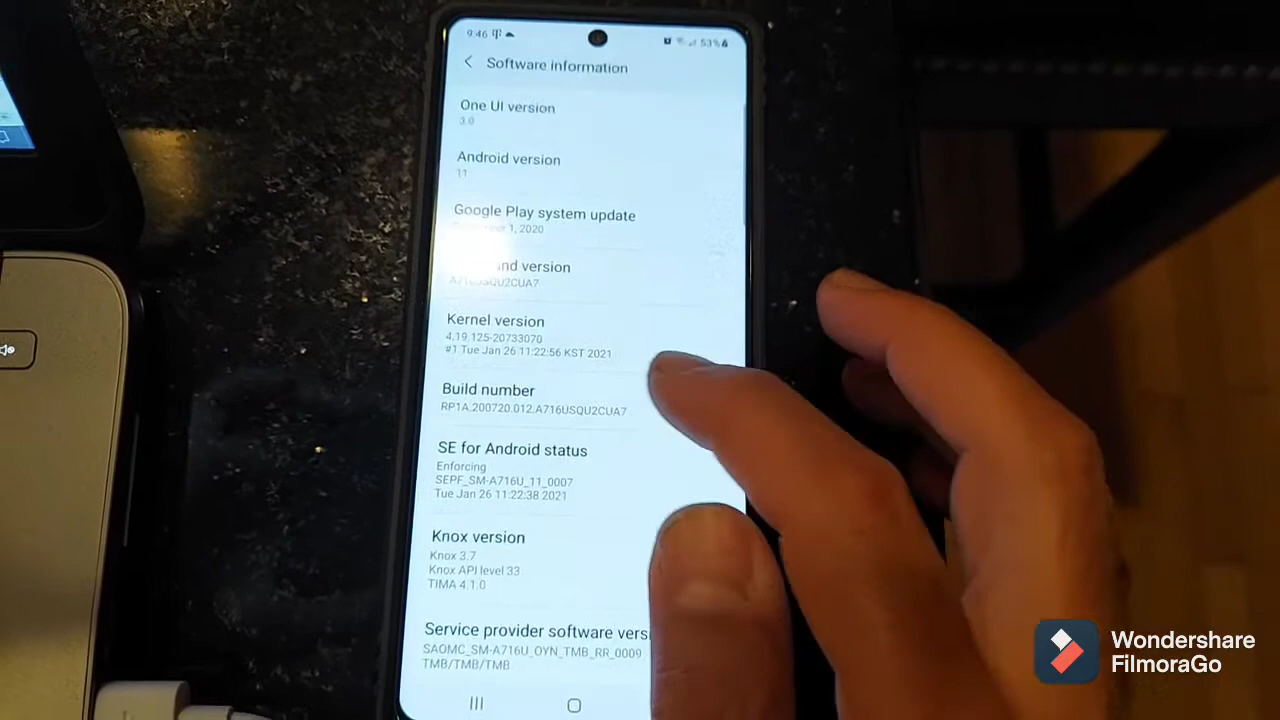 9:46
53%
Software information
One UI version
3.0
Android version
11
Google Play system update
1, 2020
version
A716USQU2CUA7
Kernel version
4.19.125-20733070
#1 Tue Jan 26 11:22:56 KST 2021
Build number
RP1A.200720.012.A716USQU2CUA7
SE for Android status
Enforcing
SEPF_SM-A716U_11_0007
Tue Jan 26 11:22:38 2021
Knox version
Knox 3.7
Knox API level 33
TIMA 4.1.0
Service provider software versi
SAOMC_SM-A716U_OYN_TMB_RR_0009
TMB/TMB/TMB
Wondershare
FilmoraGo